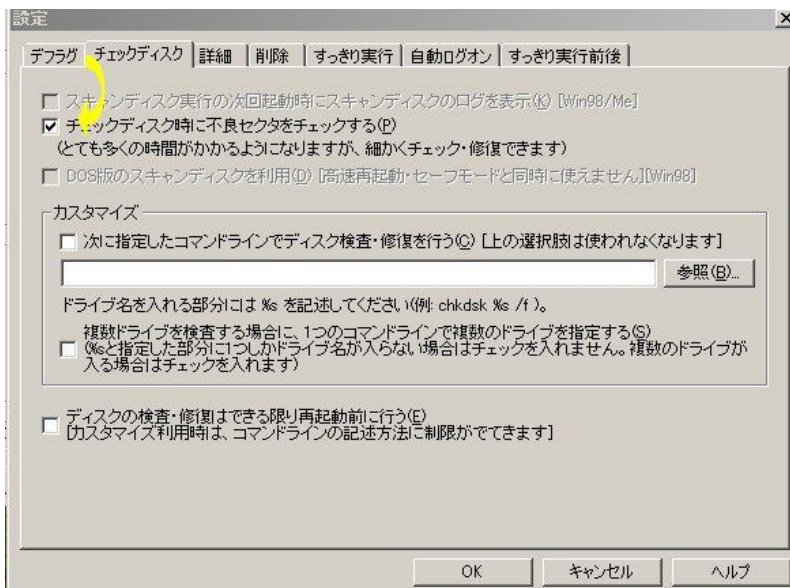 設定
デフラグ チェックディスク 詳細 削除 すっきり実行 自動ログオン すっきり実行前後
スキャンディスク実行の次回起動時にスキャンディスクのログを表示(K) [Win98/Me]
チェックディスク時に不良セクタをチェックする(P)
(とても多くの時間がかかるようになりますが、細かくチェック・修復できます)
DOS版のスキャンディスクを利用(D) [高速再起動・セーフモードと同時に使えません][Win98]
カスタマイズ
次に指定したコマンドラインでディスク検査・修復を行う(C) [上の選択肢は使われなくなります]
参照(B)...
ドライブ名を入れる部分には %s を記述してください(例: chkdsk %s /f )。
複数ドライブを検査する場合に、1つのコマンドラインで複数のドライブを指定する(S)
(%sと指定した部分に1つしかドライブ名が入らない場合はチェックを入れません。複数のドライブが
入る場合はチェックを入れます)
ディスクの検査・修復はできる限り再起動前に行う(E)
[カスタマイズ利用時は、コマンドラインの記述方法に制限がでてきます]
OK キャンセル ヘルプ